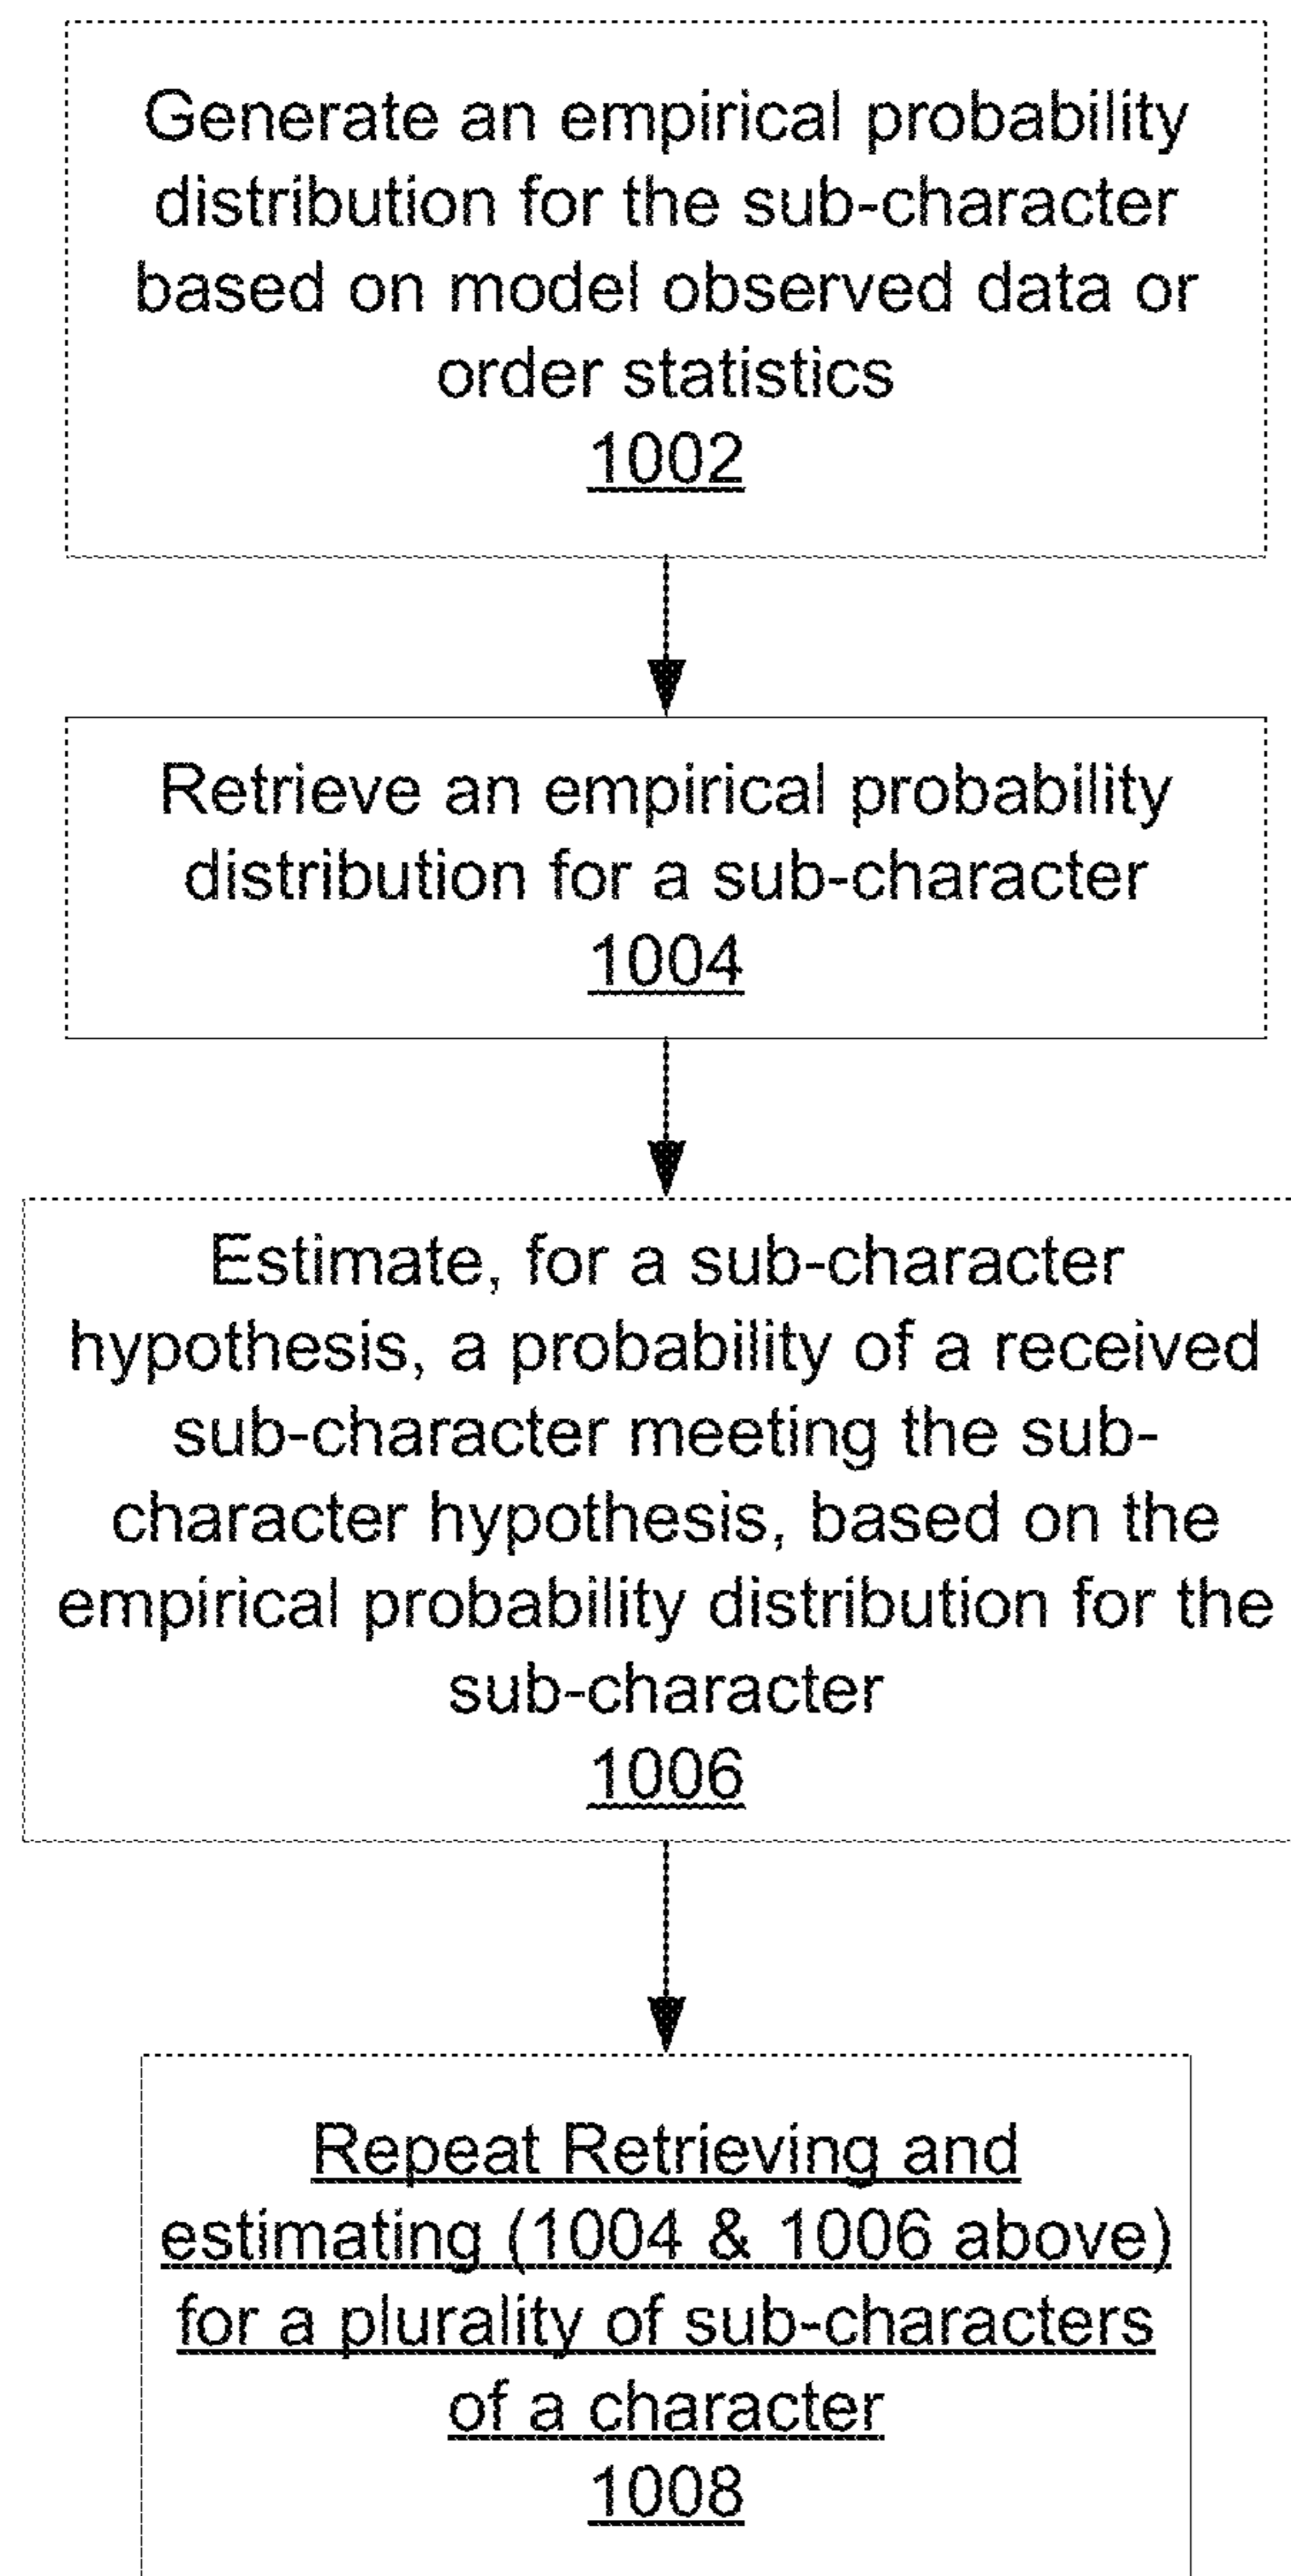 Generate an empirical probability
distribution for the sub-character
based on model observed data or
order statistics
1002
Retrieve an empirical probability
distribution for a sub-character
1004
Estimate, for a sub-character
hypothesis, a probability of a received
sub-character meeting the sub-
character hypothesis, based on the
empirical probability distribution for the
sub-character
1006
Repeat Retrieving and
estimating (1004 & 1006 above)
for a plurality of sub-characters
of a character
1008